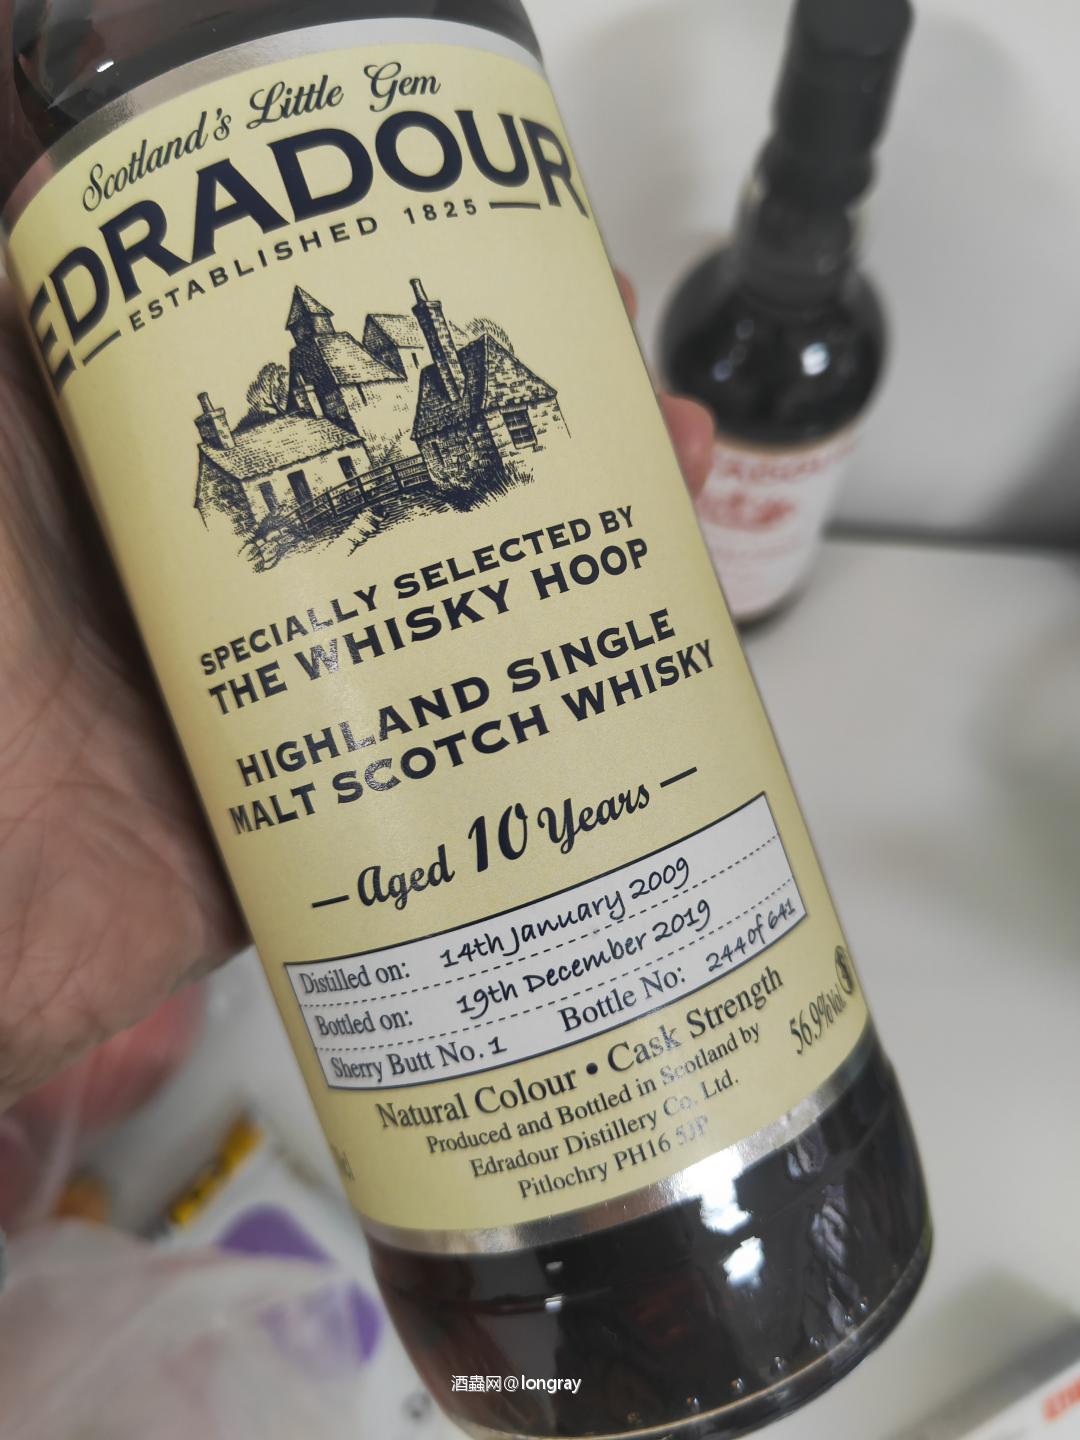 Scotland's Little Gem
EDRADOUR
ESTABLISHED 1825
SPECIALLY SELECTED BY
THE WHISKY HOOP
HIGHLAND SINGLE
MALT SCOTCH WHISKY
Aged 10 Years
Distilled on: 14th January 2009
Bottled on: 19th December 2019
Sherry Butt No. 1 Bottle No: 244 of 641
Natural Colour • Cask Strength
56.9%vol.
Produced and Bottled in Scotland by
Edradour Distillery Co. Ltd.
Pitlochry PH16 5JP
酒蟲网@longray